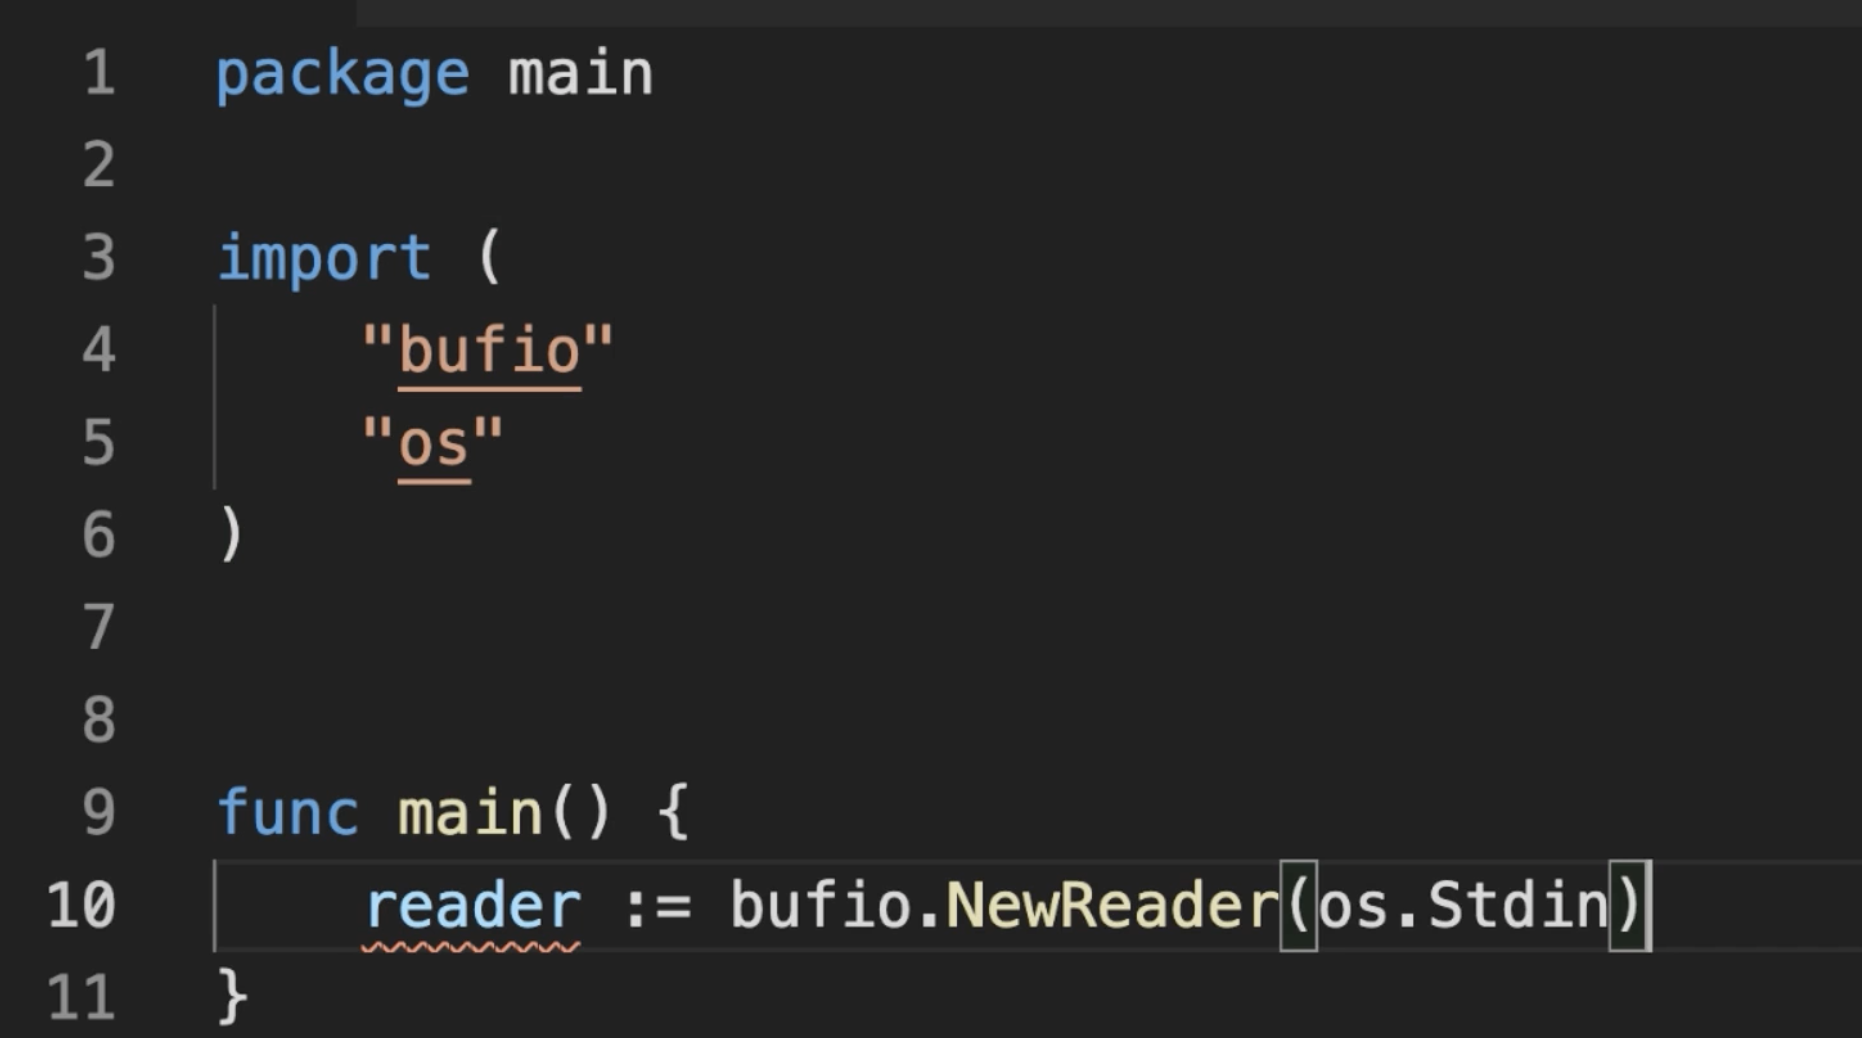 1 package main
2
3 import (
4     "bufio"
5     "os"
6 )
7
8
9 func main() {
10     reader := bufio.NewReader(os.Stdin)
11 }